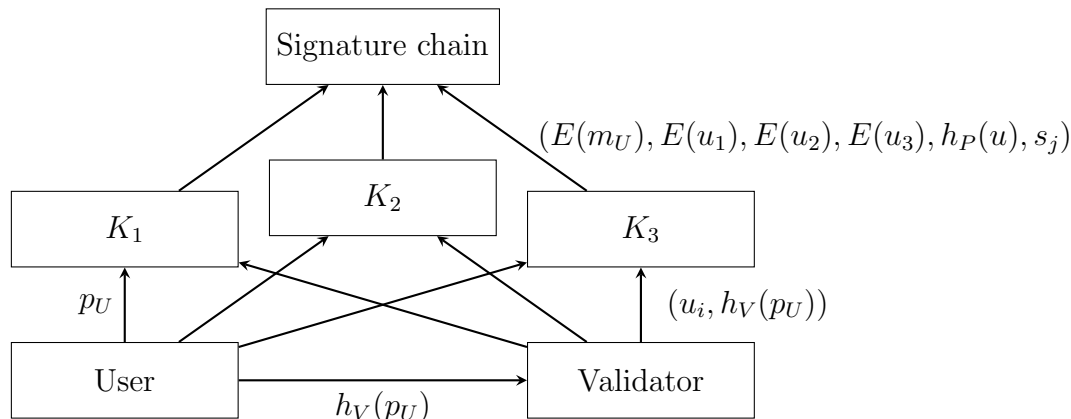 Signature chain
(E(m_U), E(u_1), E(u_2), E(u_3), h_P(u), s_j)
K_2
K_1
K_3
p_U
(u_i, h_V(p_U))
User
Validator
h_V(p_U)